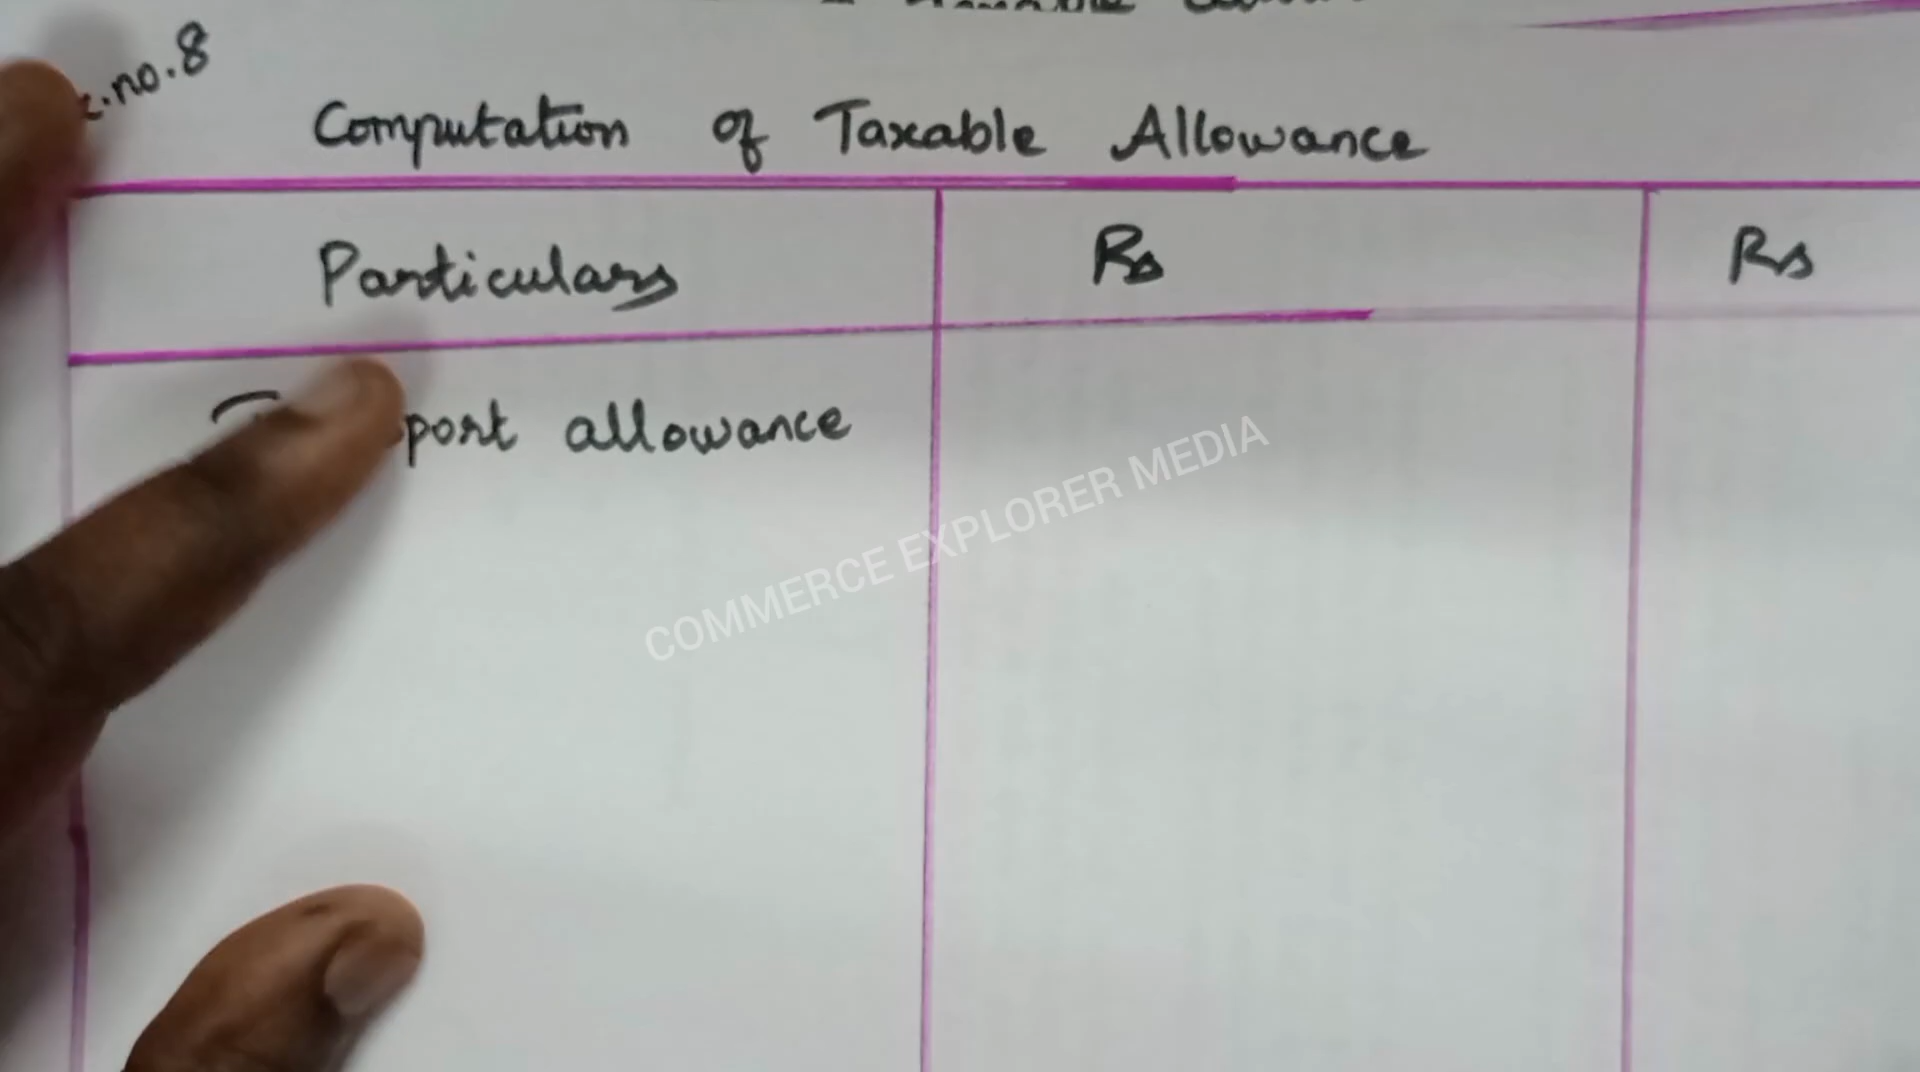 .no.8
Computation of Taxable Allowance
Particulars Rs Rs
port allowance
COMMERCE EXPLORER MEDIA